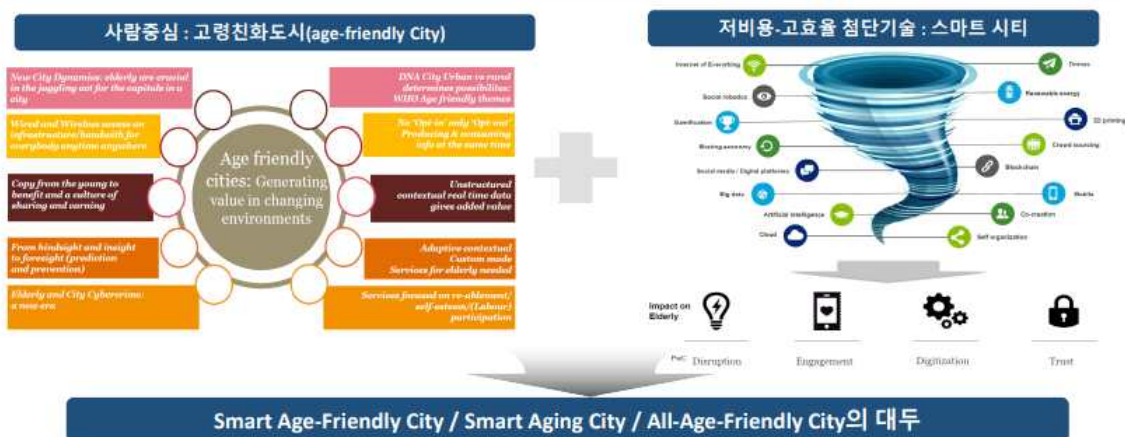 사람중심 : 고령친화도시(age-friendly City)
New City Dynamics: elderly are crucial
in the juggling act for the capitals in a
city
Wired and Wireless access on
infrastructure/bandwith for
everybody anytime anywhere
Copy from the young to
benefit and a culture of
sharing and earning
From hindsight and insight
to foresight (prediction
and prevention)
Elderly and City Cybercrime:
a new era
Age friendly
cities: Generating
value in changing
environments
DNA City Urban vs rural
determines possibilities:
WHO Age friendly themes
No 'Opt-in' only 'Opt-out'
Producing & consuming
info at the same time
Unstructured
contextual real time data
gives added value
Adaptive contextual
Custom made
Services for elderly needed
Services focused on re-ablement/
self-esteem/(Labour)
participation
저비용-고효율 첨단기술 : 스마트 시티
Internet of Everything
Drones
Social robotics
Renewable energy
Gamification
3D printing
Sharing economy
Crowd sourcing
Social media / Digital platforms
Blockchain
Big data
Mobile
Artificial intelligence
Co-creation
Cloud
Self organization
Impact on
Elderly
PwC
Disruption
Engagement
Digitization
Trust
Smart Age-Friendly City / Smart Aging City / All-Age-Friendly City의 대두